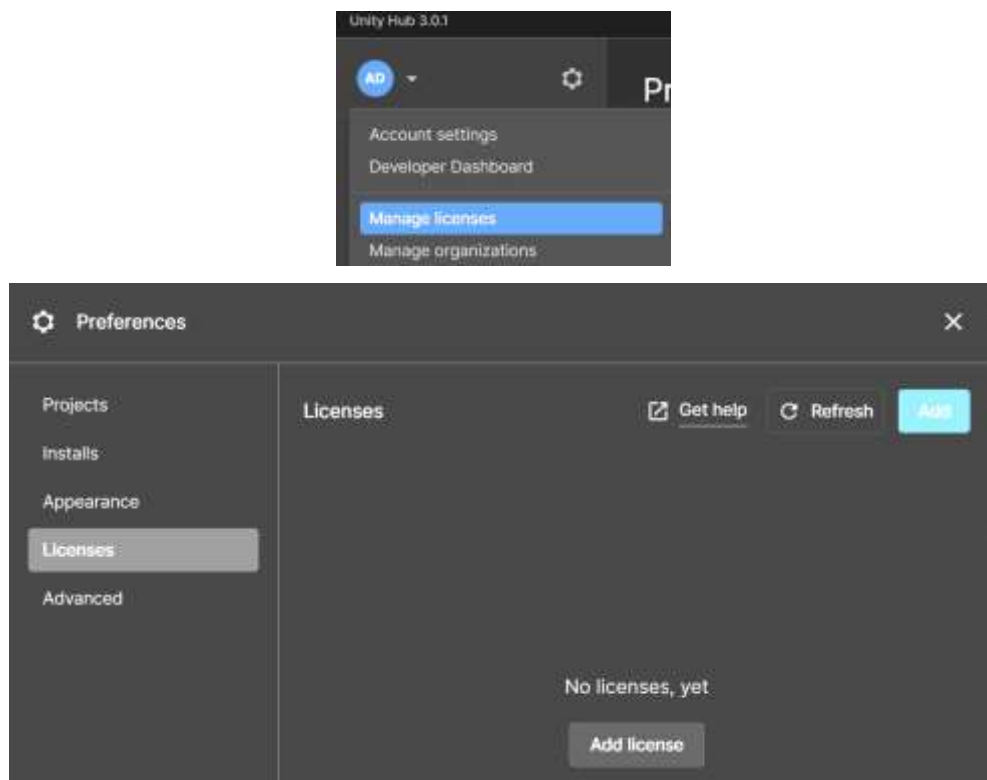 Unity Hub 3.0.1
AD
Pr
Account settings
Developer Dashboard
Manage licenses
Manage organizations
Preferences
Projects
Licenses
Get help
Refresh
Add
Installs
Appearance
Licenses
Advanced
No licenses, yet
Add license